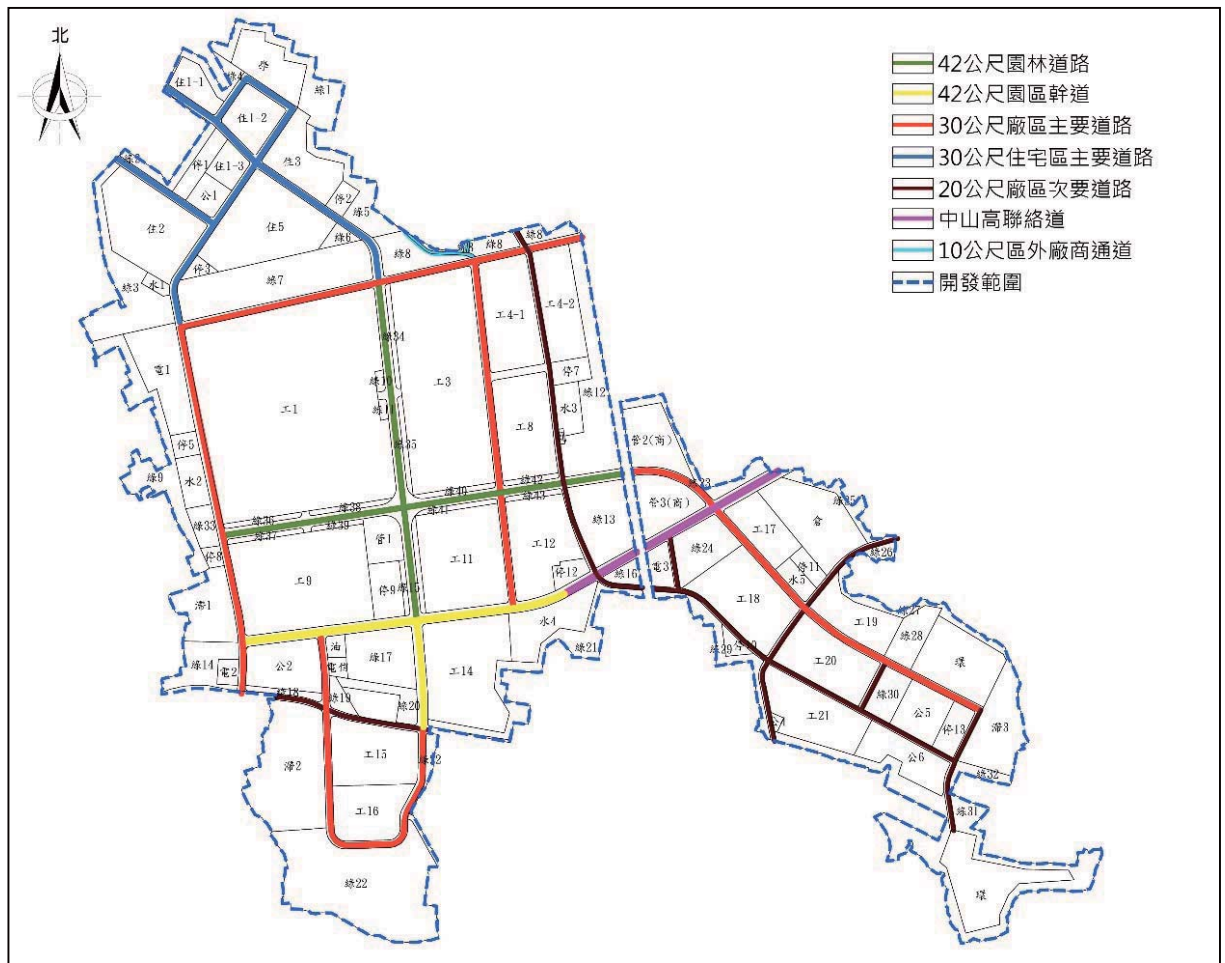 北
42公尺園林道路
42公尺園區幹道
30公尺廠區主要道路
30公尺住宅區主要道路
20公尺廠區次要道路
中山高聯絡道
10公尺區外廠商通道
開發範圍
學
住1-1
綠4
綠1
住1-2
停1
住1-3
住3
公1
停2
綠5
住2
住5
綠6
綠8
綠8
綠8
停3
綠7
綠3
水1
工4-1
工4-2
綠34
電1
綠10
工3
停7
綠12
工1
水3
工8
綠35
停5
管2(商)
綠9
水2
綠42
綠40
綠43
綠23
綠36
綠38
管3(商)
綠33
綠41
綠13
綠37
綠39
工17
倉
綠25
管1
工12
停8
工11
綠24
綠26
工9
停12
綠16
停11
停9
綠15
電3
水5
工18
綠27
水4
工19
油
綠28
綠14
公2
綠17
工14
綠21
綠29
環
電2
工20
綠18
綠19
綠20
綠30
公5
工21
停13
滯3
工15
公6
滯2
綠32
工16
綠31
綠22
環